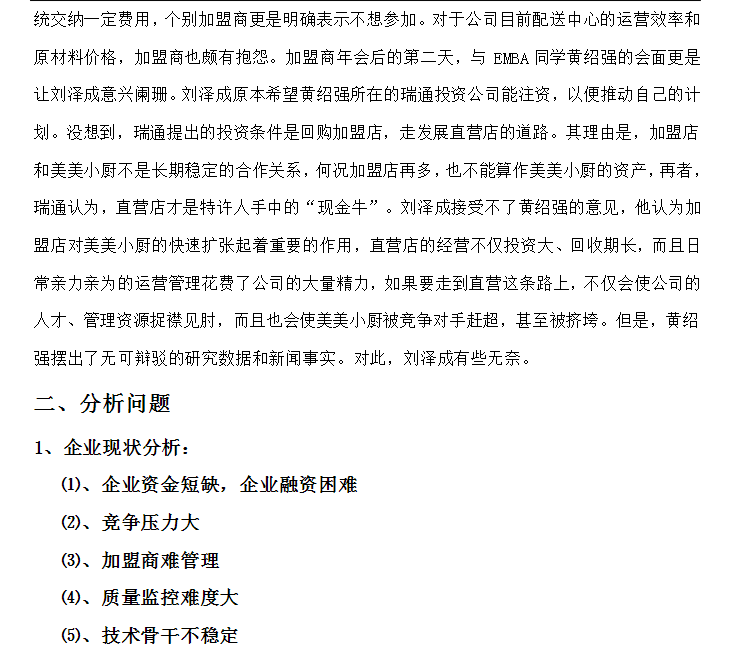 统交纳一定费用，个别加盟商更是明确表示不想参加。对于公司目前配送中心的运营效率和
原材料价格，加盟商也颇有抱怨。加盟商年会后的第二天，与 EMBA 同学黄绍强的会面更是
让刘泽成意兴阑珊。刘泽成原本希望黄绍强所在的瑞通投资公司能注资，以便推动自己的计
划。没想到，瑞通提出的投资条件是回购加盟店，走发展直营店的道路。其理由是，加盟店
和美美小厨不是长期稳定的合作关系，何况加盟店再多，也不能算作美美小厨的资产，再者，
瑞通认为，直营店才是特许人手中的“现金牛”。刘泽成接受不了黄绍强的意见，他认为加
盟店对美美小厨的快速扩张起着重要的作用，直营店的经营不仅投资大、回收期长，而且日
常亲力亲为的运营管理花费了公司的大量精力，如果要走到直营这条路上，不仅会使公司的
人才、管理资源捉襟见肘，而且也会使美美小厨被竞争对手赶超，甚至被挤垮。但是，黄绍
强摆出了无可辩驳的研究数据和新闻事实。对此，刘泽成有些无奈。
二、分析问题
1、企业现状分析：
⑴、企业资金短缺，企业融资困难
⑵、竞争压力大
⑶、加盟商难管理
⑷、质量监控难度大
⑸、技术骨干不稳定